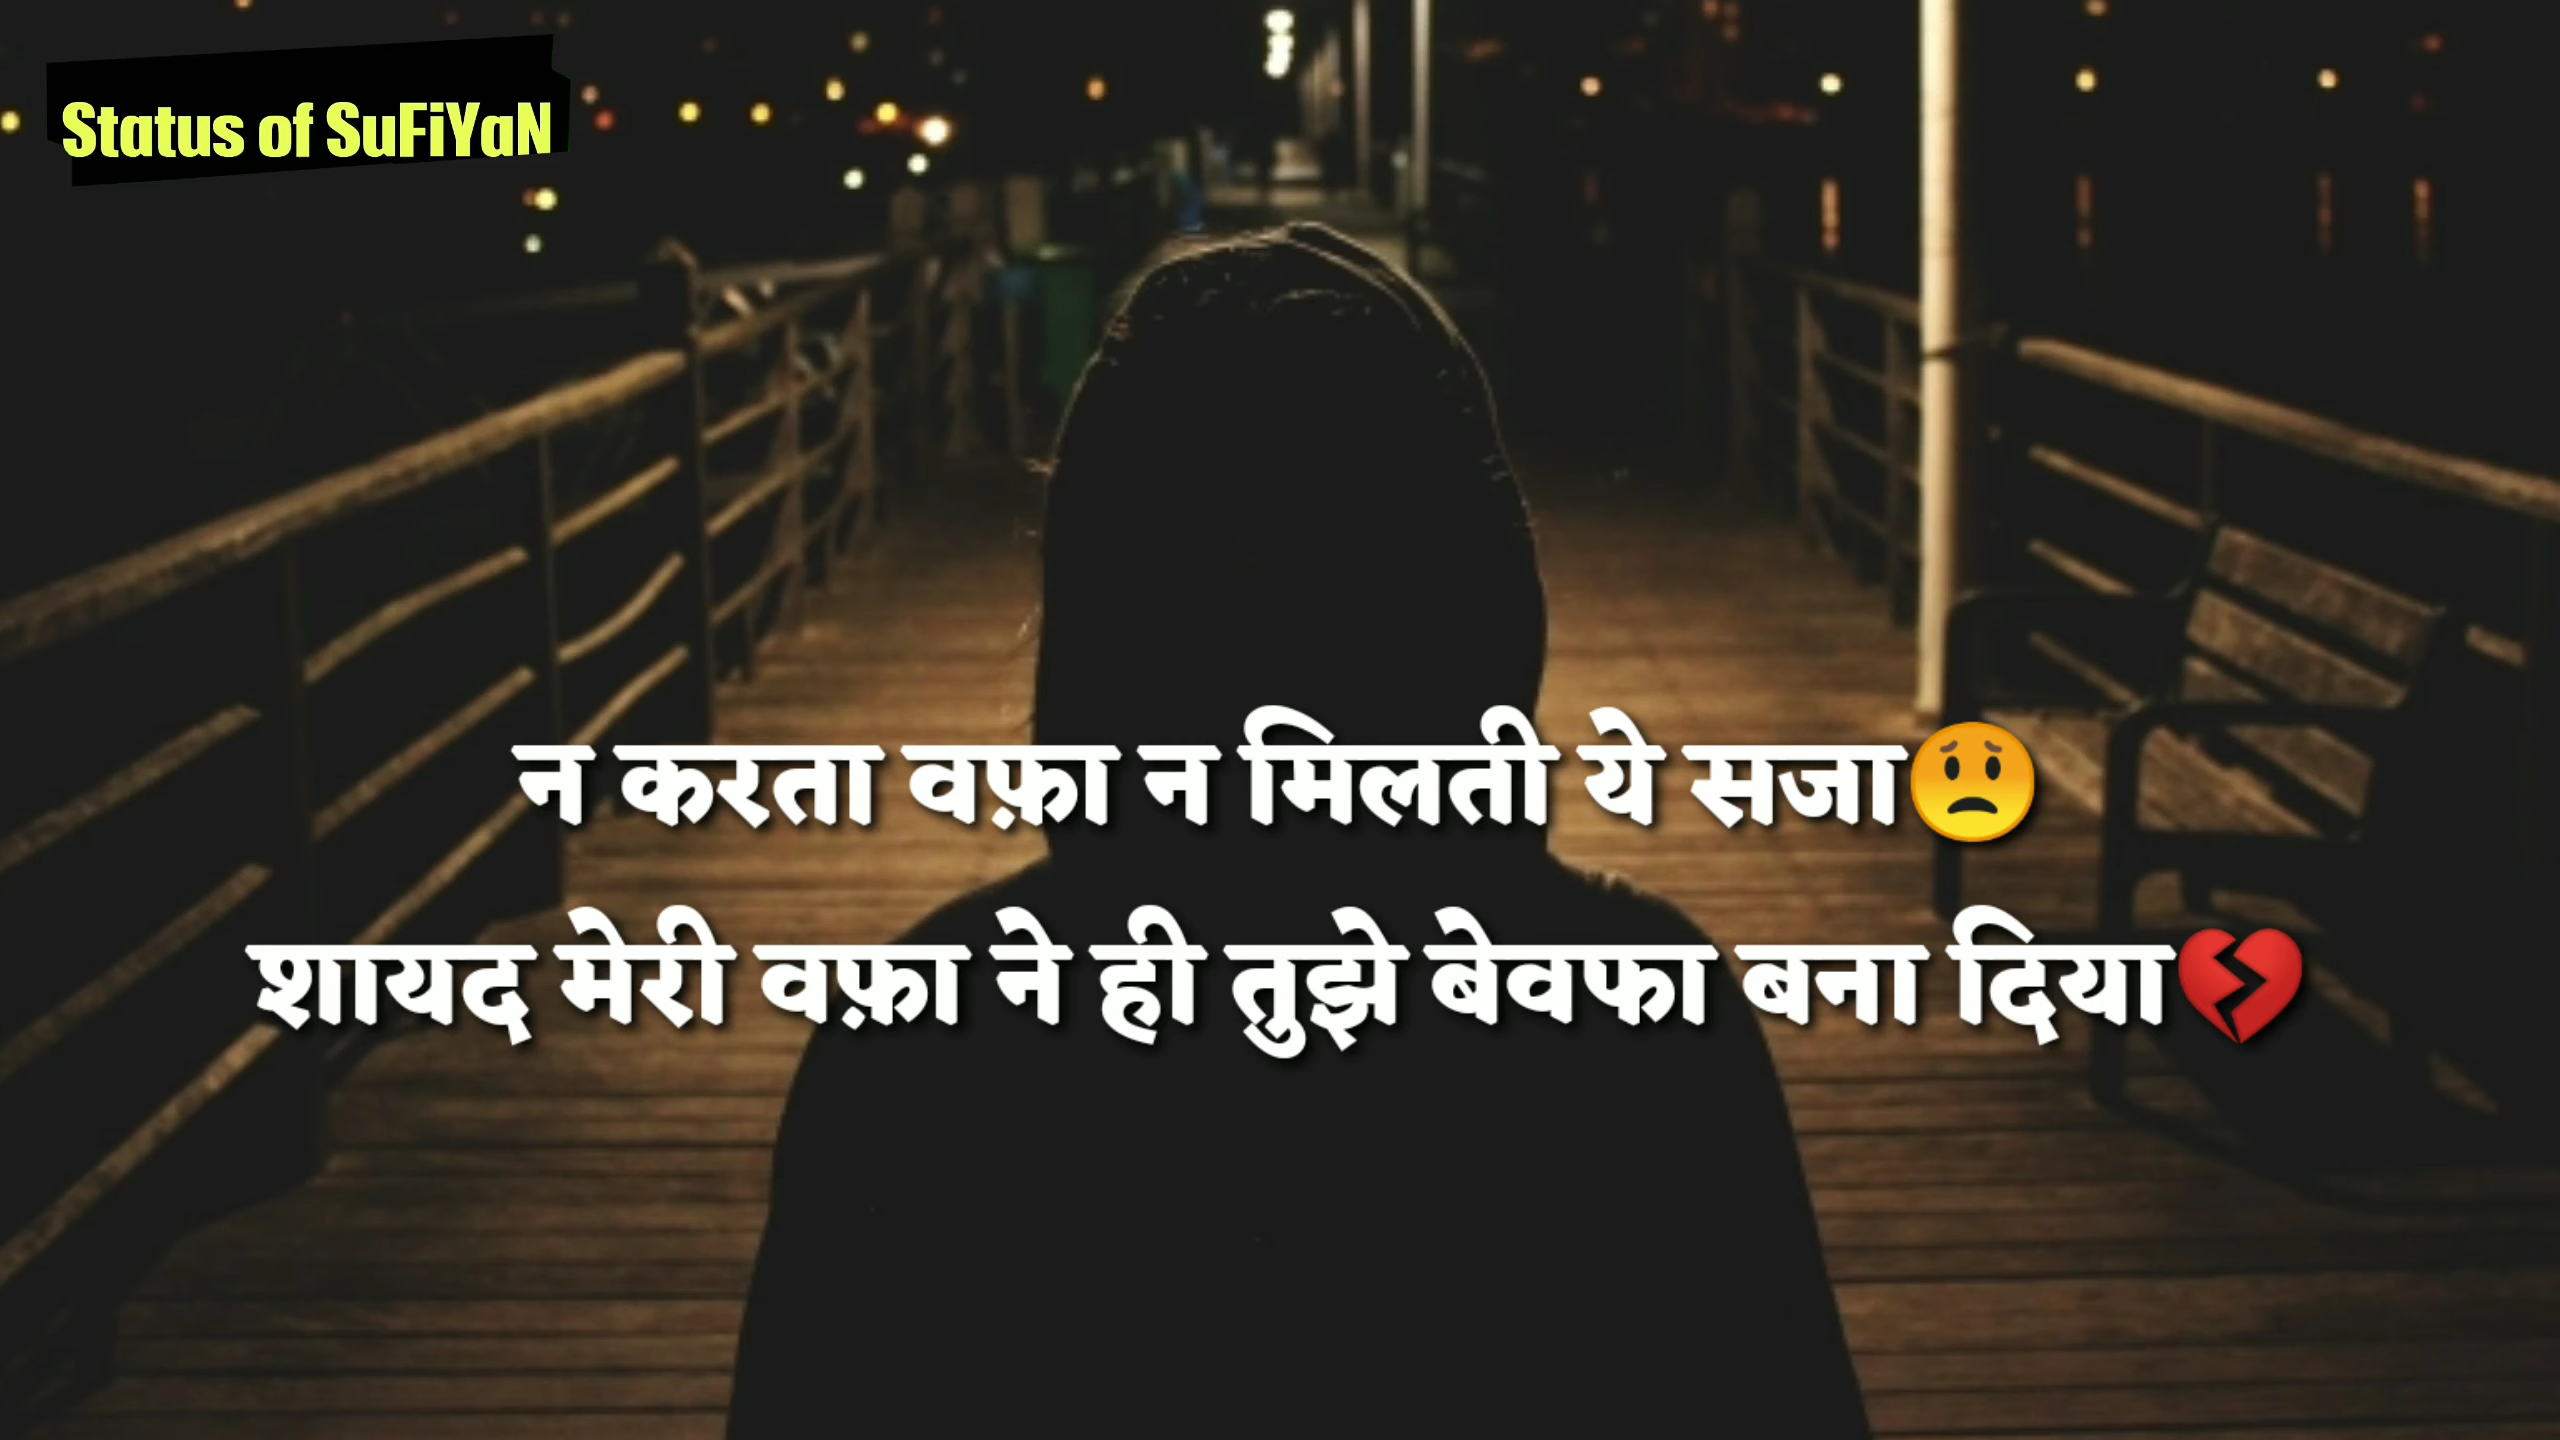 Status of SuFiYaN
न करता वफ़ा न मिलती ये सजा😟
शायद मेरी वफ़ा ने ही तुझे बेवफा बना दिया💔